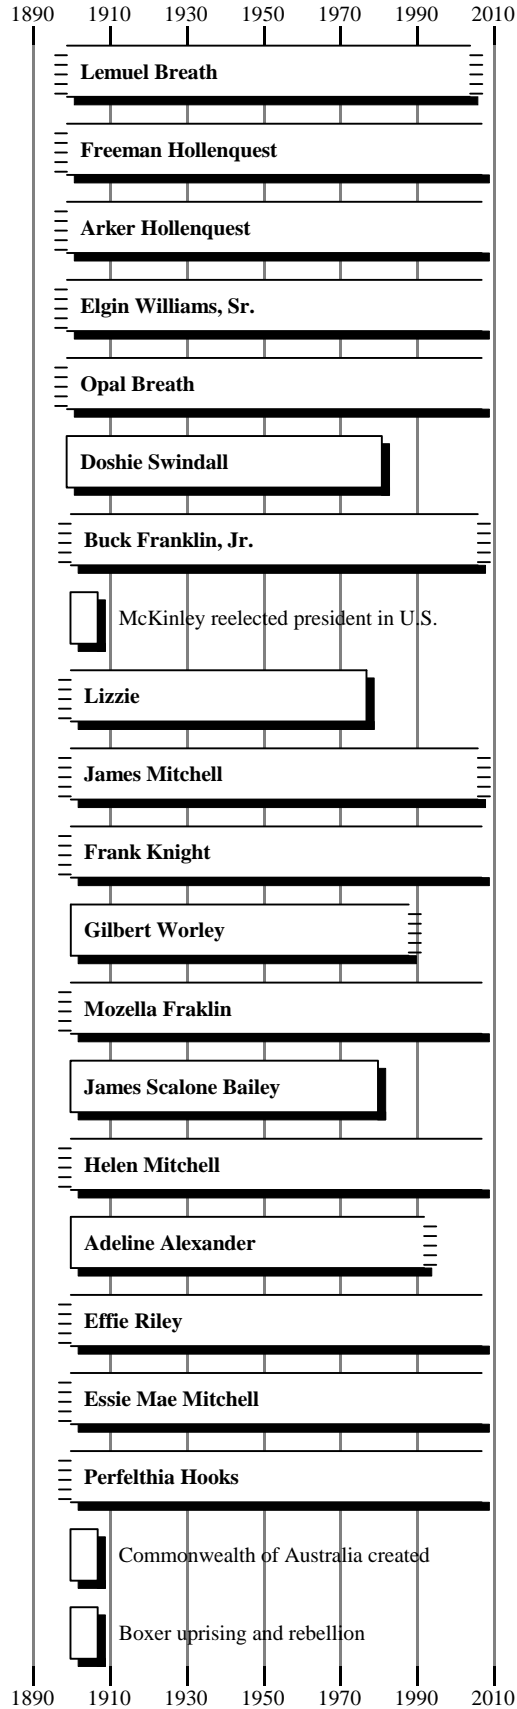 1890 1910 1930 1950 1970 1990 2010
Lemuel Breath
Freeman Hollenquest
Arker Hollenquest
Elgin Williams, Sr.
Opal Breath
Doshie Swindall
Buck Franklin, Jr.
McKinley reelected president in U.S.
Lizzie
James Mitchell
Frank Knight
Gilbert Worley
Mozella Fraklin
James Scalone Bailey
Helen Mitchell
Adeline Alexander
Effie Riley
Essie Mae Mitchell
Perfelthia Hooks
Commonwealth of Australia created
Boxer uprising and rebellion
1890 1910 1930 1950 1970 1990 2010